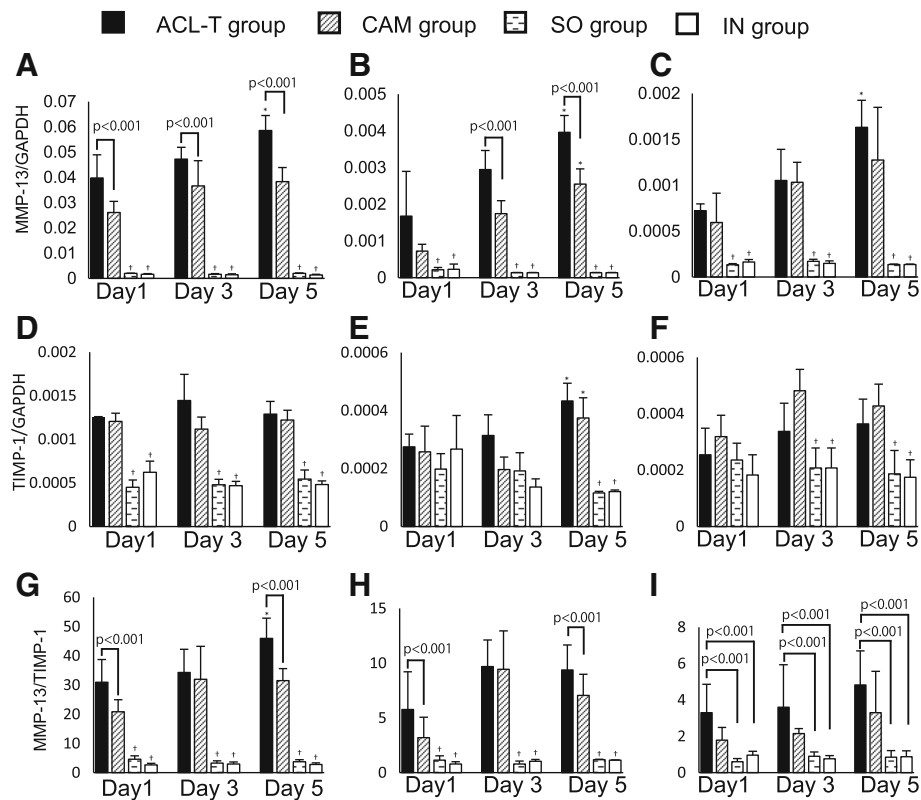 ACL-T group CAM group SO group IN group
A B C
MMP-13/GAPDH
0.07
0.06
0.05
0.04
0.03
0.02
0.01
0
p<0.001 p<0.001 p<0.001
*
† † † † † †
Day1 Day 3 Day 5
0.005
0.004
0.003
0.002
0.001
0
p<0.001 p<0.001
* *
† † † † † †
Day1 Day 3 Day 5
0.002
0.0015
0.001
0.0005
0
*
† † † † † †
Day1 Day 3 Day 5
D E F
TIMP-1/GAPDH
0.002
0.0015
0.001
0.0005
0
† † † † † †
Day1 Day 3 Day 5
0.0006
0.0004
0.0002
0
* *
† †
Day1 Day 3 Day 5
0.0006
0.0004
0.0002
0
† † † †
Day1 Day 3 Day 5
G H I
MMP-13/TIMP-1
60
50
40
30
20
10
0
p<0.001 p<0.001
*
† † † † † †
Day1 Day 3 Day 5
15
10
5
0
p<0.001 p<0.001
† † † † † †
Day1 Day 3 Day 5
8
6
4
2
0
p<0.001 p<0.001 p<0.001
p<0.001 p<0.001 p<0.001
† † † † † †
Day1 Day 3 Day 5